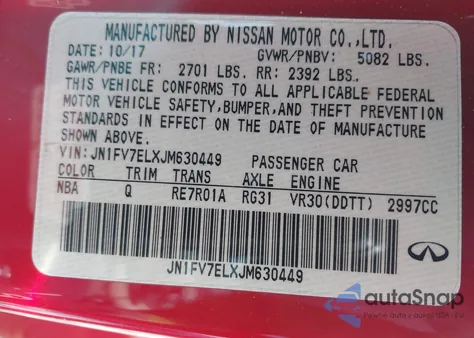 MANUFACTURED BY NISSAN MOTOR CO.,LTD.
DATE: 10/17 GVWR/PNBV: 5082 LBS.
GAWR/PNBE FR: 2701 LBS. RR: 2392 LBS.
THIS VEHICLE CONFORMS TO ALL APPLICABLE FEDERAL
MOTOR VEHICLE SAFETY,BUMPER,AND THEFT PREVENTION
STANDARDS IN EFFECT ON THE DATE OF MANUFACTURE
SHOWN ABOVE.
VIN: JN1FV7ELXJM630449 PASSENGER CAR
COLOR TRIM TRANS AXLE ENGINE
NBA Q RE7R01A RG31 VR30(DDTT) 2997CC
JN1FV7ELXJM630449
INFINITI
autoSnap